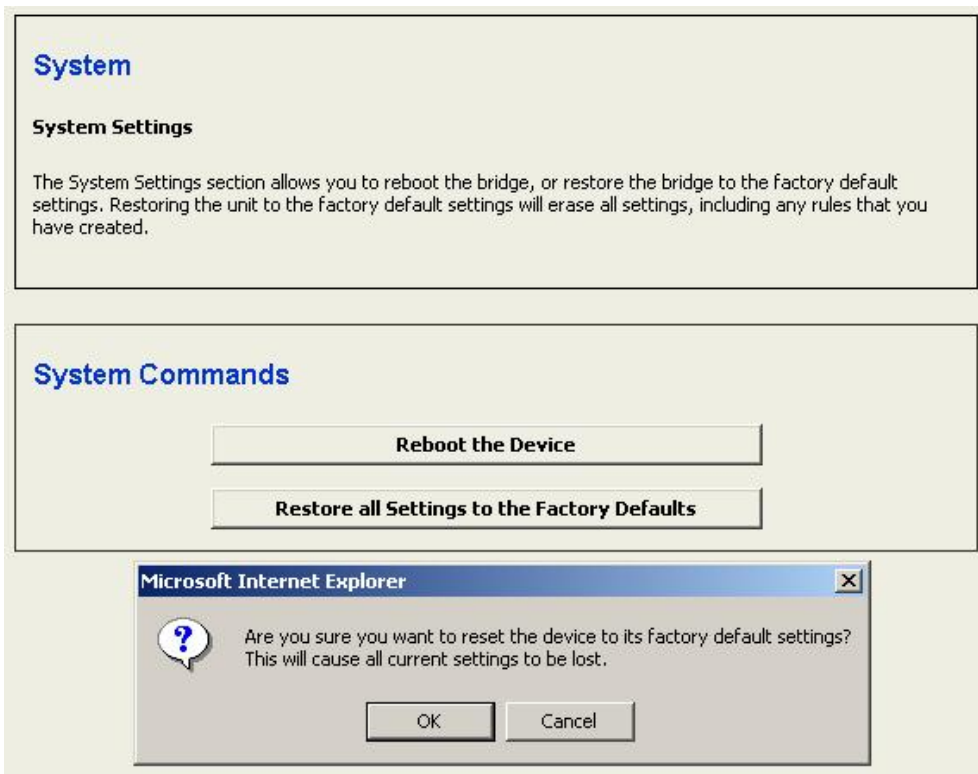 System
System Settings
The System Settings section allows you to reboot the bridge, or restore the bridge to the factory default
settings. Restoring the unit to the factory default settings will erase all settings, including any rules that you
have created.
System Commands
Reboot the Device
Restore all Settings to the Factory Defaults
Microsoft Internet Explorer
Are you sure you want to reset the device to its factory default settings?
This will cause all current settings to be lost.
OK
Cancel